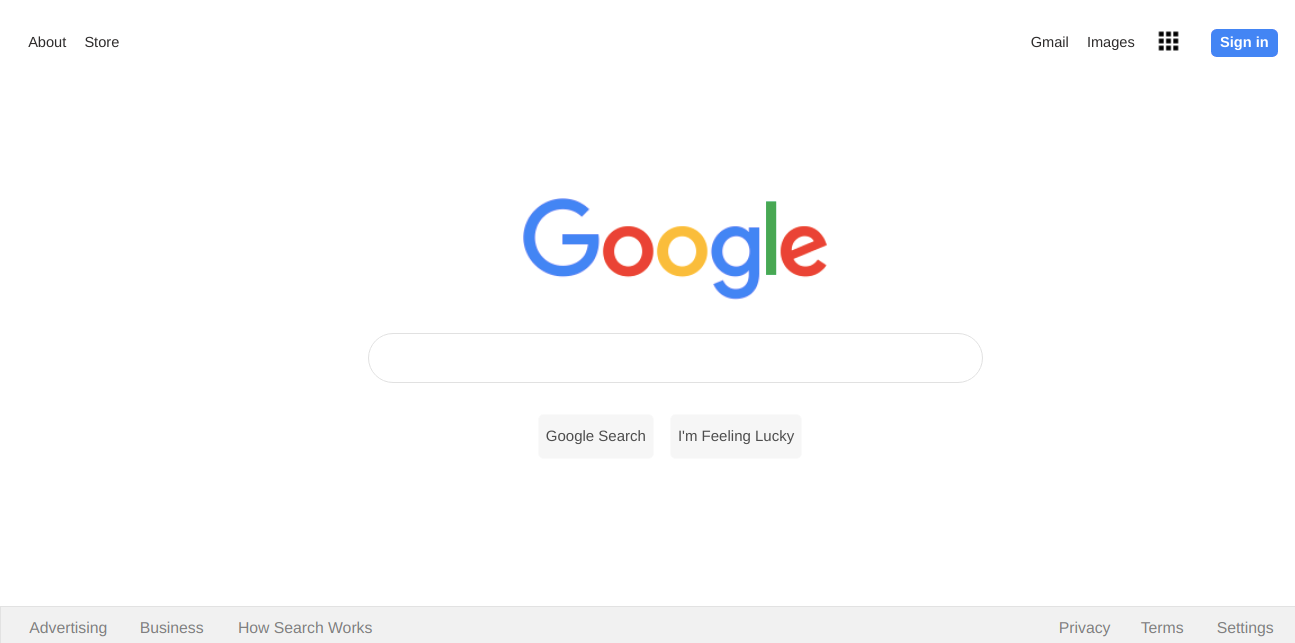 About Store Gmail Images Sign in
Google
Google Search I'm Feeling Lucky
Advertising Business How Search Works Privacy Terms Settings